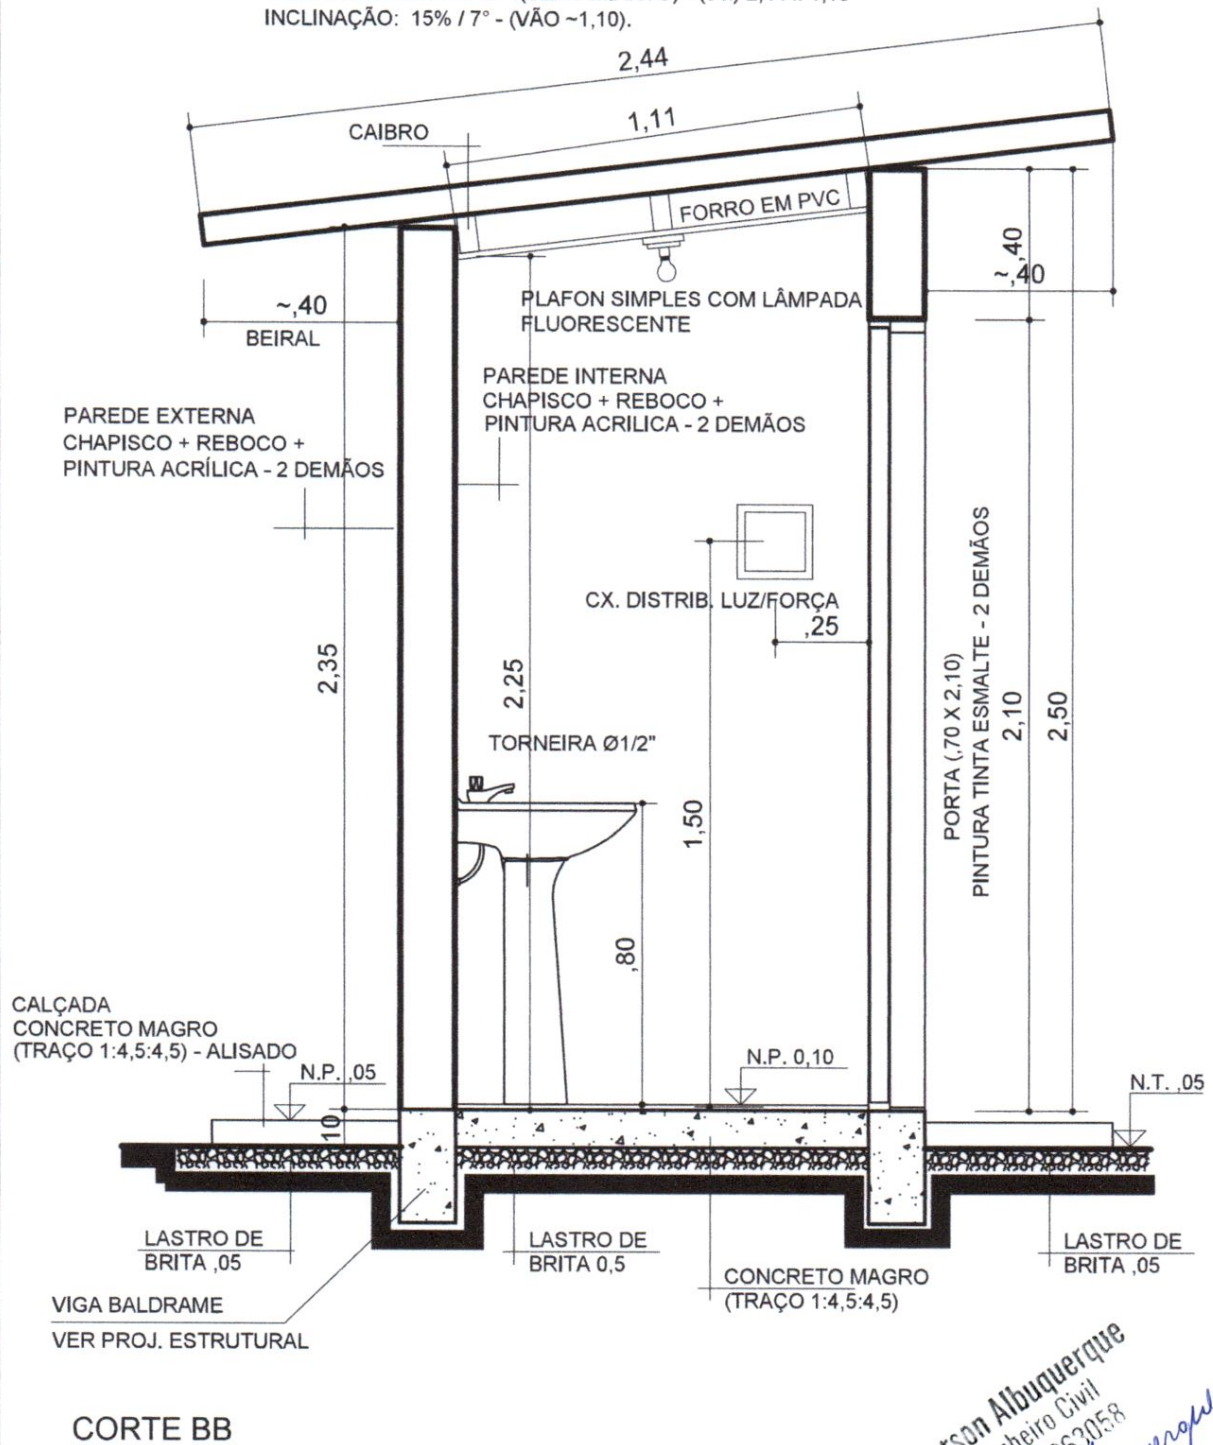 INCLINAÇÃO: 15% / 7° - (VÃO ~1,10).
2,44
CAIBRO
1,11
FORRO EM PVC
,40
~,40
~,40
BEIRAL
PLAFON SIMPLES COM LÂMPADA
FLUORESCENTE
PAREDE INTERNA
CHAPISCO + REBOCO +
PINTURA ACRILICA - 2 DEMÃOS
PAREDE EXTERNA
CHAPISCO + REBOCO +
PINTURA ACRÍLICA - 2 DEMÃOS
CX. DISTRIB. LUZ/FORÇA
,25
2,35
2,25
TORNEIRA Ø1/2"
1,50
,80
PORTA (,70 X 2,10)
PINTURA TINTA ESMALTE - 2 DEMÃOS
2,10
2,50
CALÇADA
CONCRETO MAGRO
(TRAÇO 1:4,5:4,5) - ALISADO
N.P. ,05
N.P. 0,10
N.T. ,05
10
LASTRO DE
BRITA ,05
LASTRO DE
BRITA 0,5
LASTRO DE
BRITA ,05
CONCRETO MAGRO
(TRAÇO 1:4,5:4,5)
VIGA BALDRAME
VER PROJ. ESTRUTURAL
CORTE BB
Albuquerque
Civil